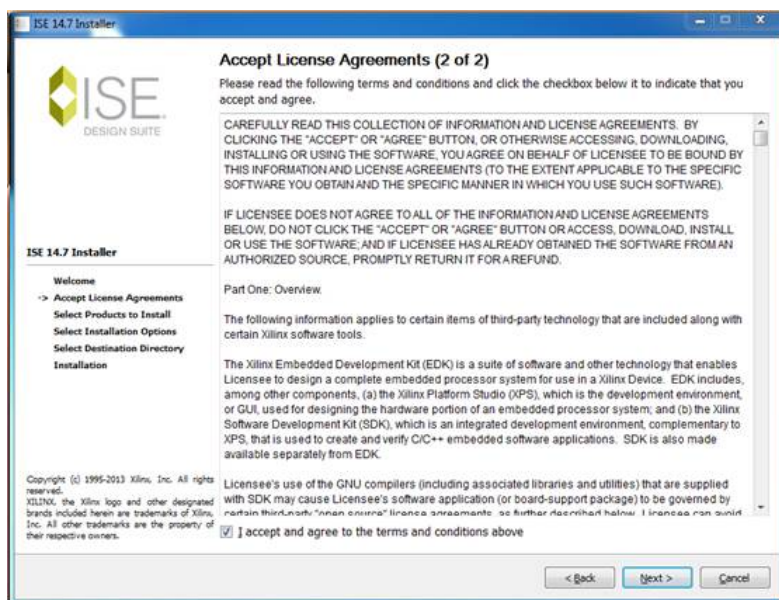 ISE 14.7 Installer
ISE
DESIGN SUITE
ISE 14.7 Installer
Welcome
-> Accept License Agreements
Select Products to Install
Select Installation Options
Select Destination Directory
Installation
Copyright (c) 1995-2013 Xilinx, Inc. All rights
reserved.
XILINX, the Xilinx logo and other designated
brands included herein are trademarks of Xilinx,
Inc. All other trademarks are the property of
their respective owners.
Accept License Agreements (2 of 2)
Please read the following terms and conditions and click the checkbox below it to indicate that you
accept and agree.
CAREFULLY READ THIS COLLECTION OF INFORMATION AND LICENSE AGREEMENTS. BY
CLICKING THE "ACCEPT" OR "AGREE" BUTTON, OR OTHERWISE ACCESSING, DOWNLOADING,
INSTALLING OR USING THE SOFTWARE, YOU AGREE ON BEHALF OF LICENSEE TO BE BOUND BY
THIS INFORMATION AND LICENSE AGREEMENTS (TO THE EXTENT APPLICABLE TO THE SPECIFIC
SOFTWARE YOU OBTAIN AND THE SPECIFIC MANNER IN WHICH YOU USE SUCH SOFTWARE).
IF LICENSEE DOES NOT AGREE TO ALL OF THE INFORMATION AND LICENSE AGREEMENTS
BELOW, DO NOT CLICK THE "ACCEPT" OR "AGREE" BUTTON OR ACCESS, DOWNLOAD, INSTALL
OR USE THE SOFTWARE; AND IF LICENSEE HAS ALREADY OBTAINED THE SOFTWARE FROM AN
AUTHORIZED SOURCE, PROMPTLY RETURN IT FOR A REFUND.
Part One: Overview.
The following information applies to certain items of third-party technology that are included along with
certain Xilinx software tools.
The Xilinx Embedded Development Kit (EDK) is a suite of software and other technology that enables
Licensee to design a complete embedded processor system for use in a Xilinx Device. EDK includes,
among other components, (a) the Xilinx Platform Studio (XPS), which is the development environment,
or GUI, used for designing the hardware portion of an embedded processor system; and (b) the Xilinx
Software Development Kit (SDK), which is an integrated development environment, complementary to
XPS, that is used to create and verify C/C++ embedded software applications. SDK is also made
available separately from EDK.
Licensee's use of the GNU compilers (including associated libraries and utilities) that are supplied
with SDK may cause Licensee's software application (or board-support package) to be governed by
certain third-party "open source" license agreements, as further described below. Licensee can avoid
I accept and agree to the terms and conditions above
< Back
Next >
Cancel